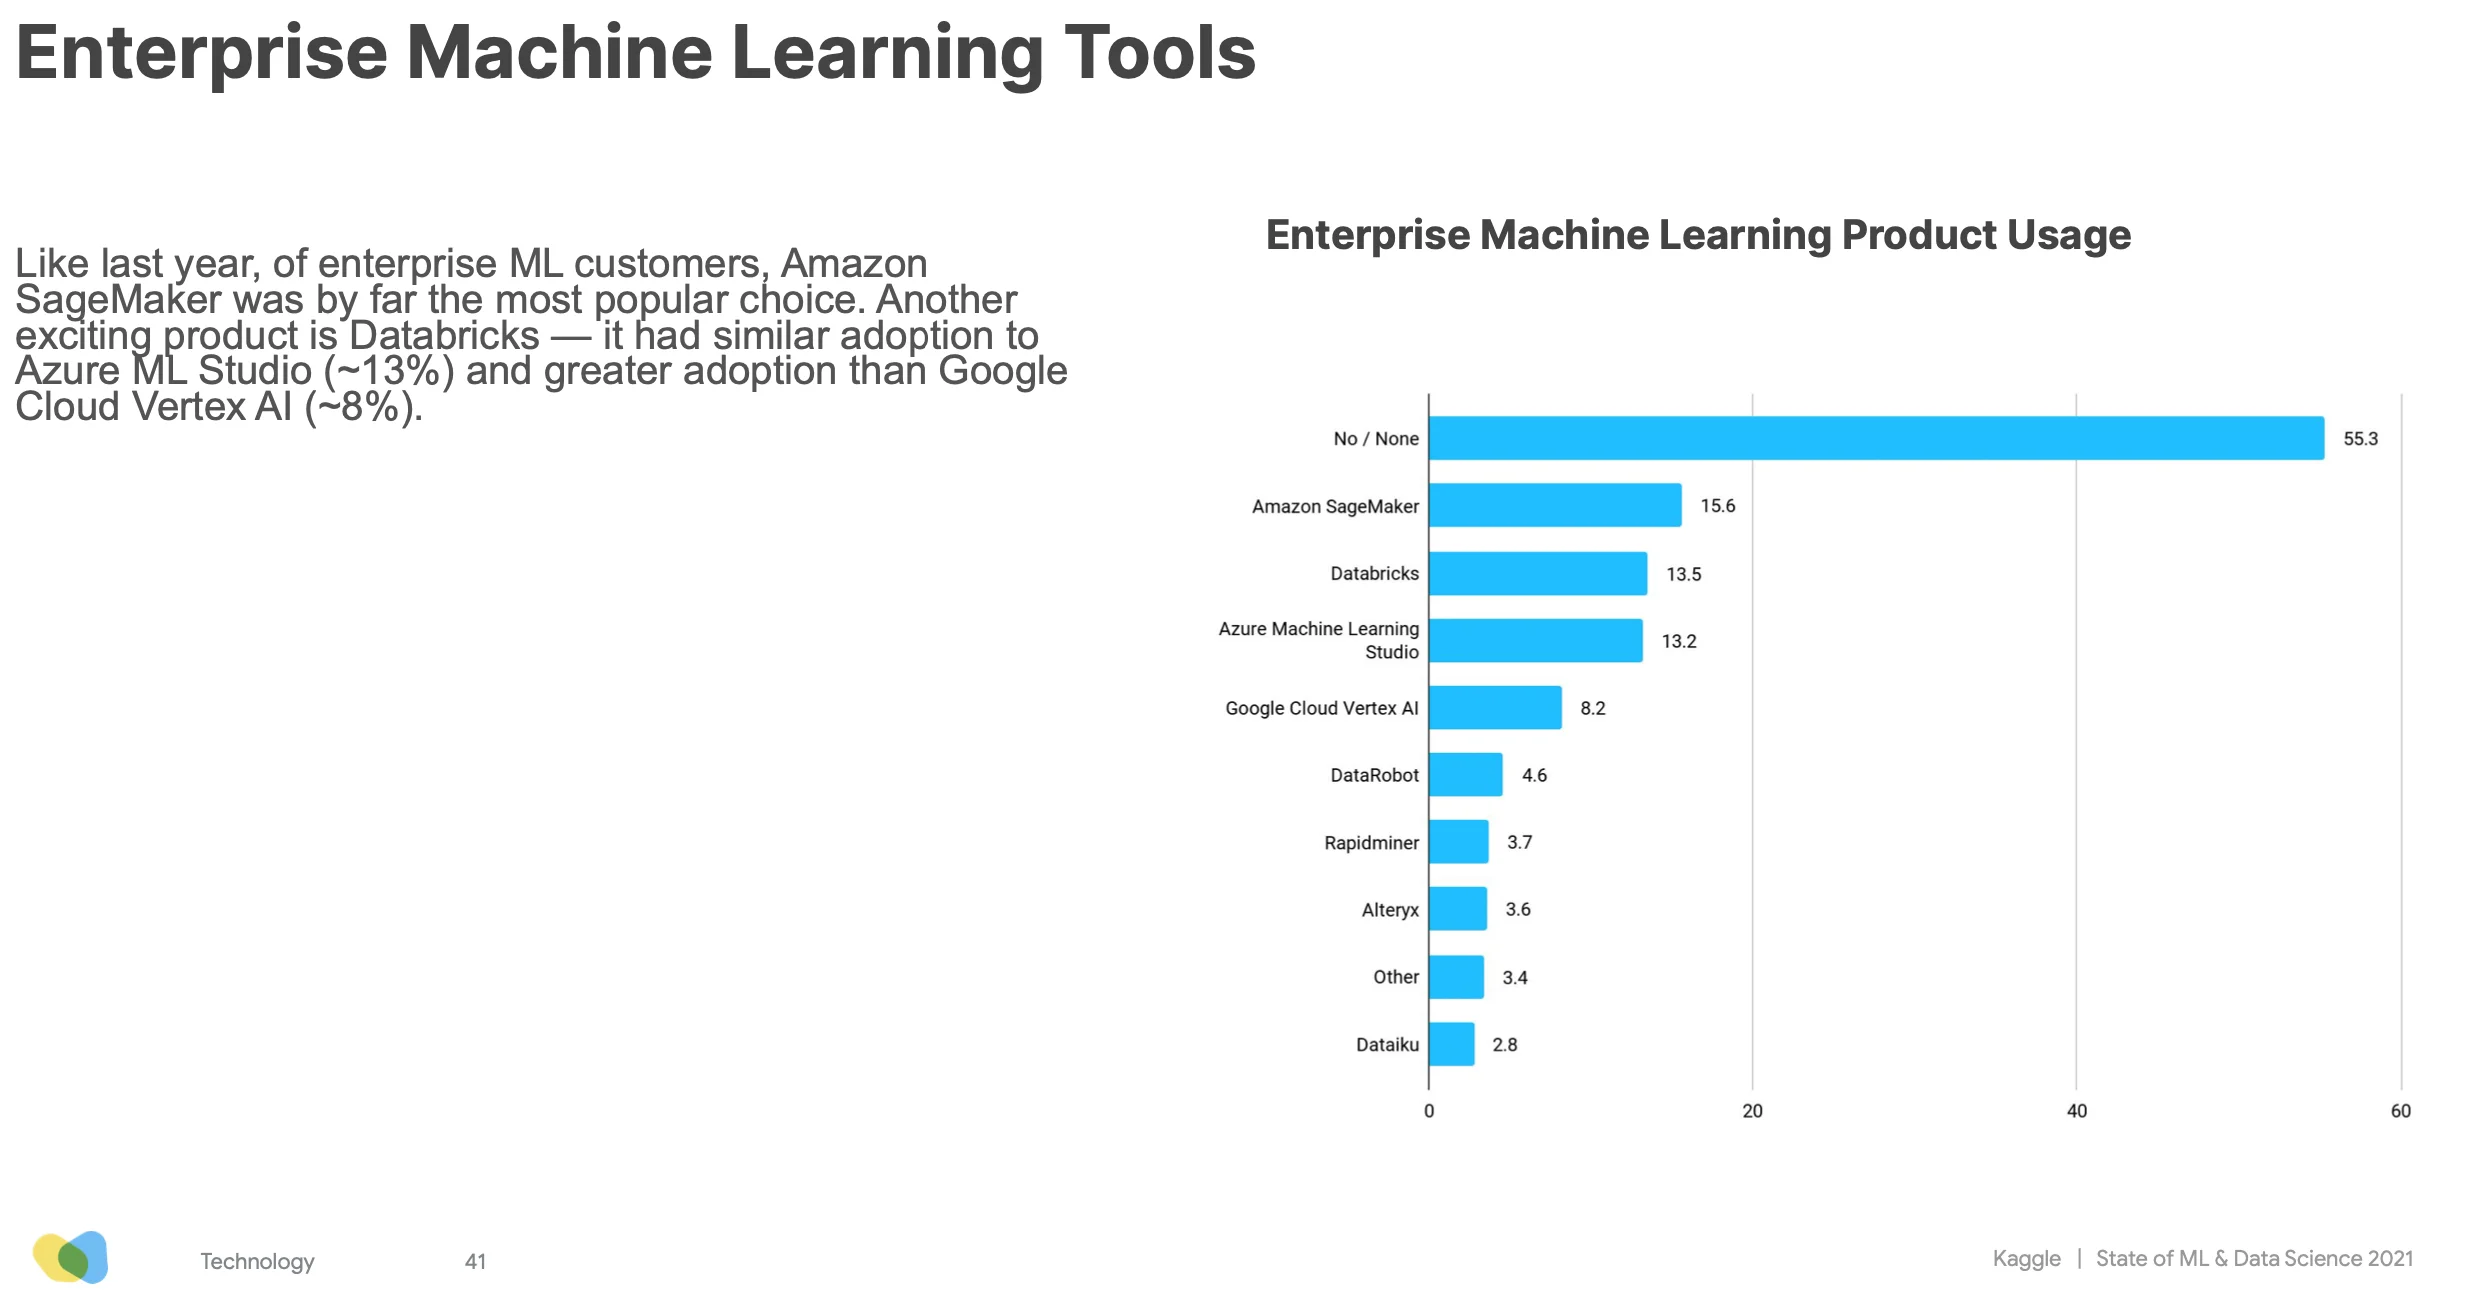 Enterprise Machine Learning Tools
Like last year, of enterprise ML customers, Amazon
SageMaker was by far the most popular choice. Another
exciting product is Databricks — it had similar adoption to
Azure ML Studio (~13%) and greater adoption than Google
Cloud Vertex AI (~8%).
Enterprise Machine Learning Product Usage
No / None 55.3
Amazon SageMaker 15.6
Databricks 13.5
Azure Machine Learning
Studio 13.2
Google Cloud Vertex AI 8.2
DataRobot 4.6
Rapidminer 3.7
Alteryx 3.6
Other 3.4
Dataiku 2.8
0 20 40 60
Technology 41
Kaggle | State of ML & Data Science 2021